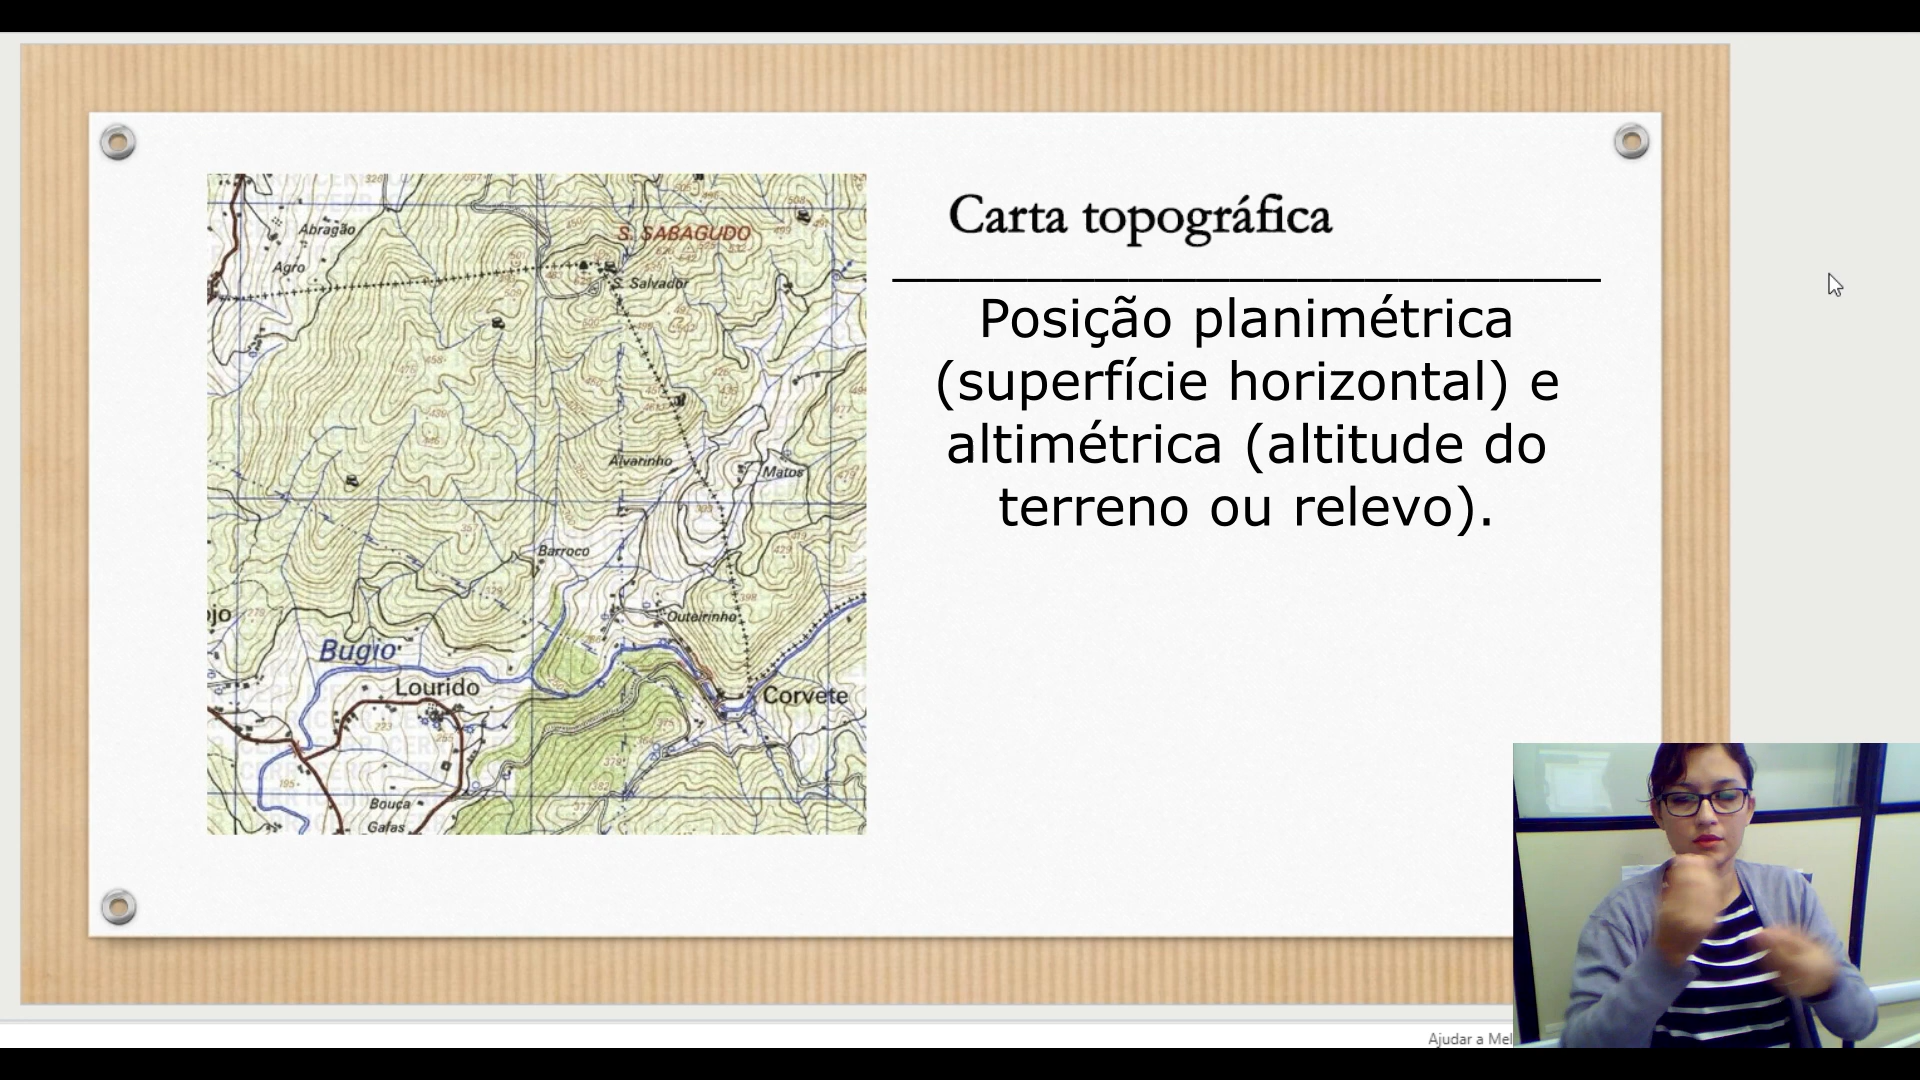 Carta topográfica
Posição planimétrica
(superfície horizontal) e
altimétrica (altitude do
terreno ou relevo).
Abragão
S. SABAGUDO
Agro
S. Salvador
Alvarinho
Matos
Barroco
Outeirinho
ojo
Bugio
Lourido
Corvete
Bouça
Gafas
Ajudar a Mel